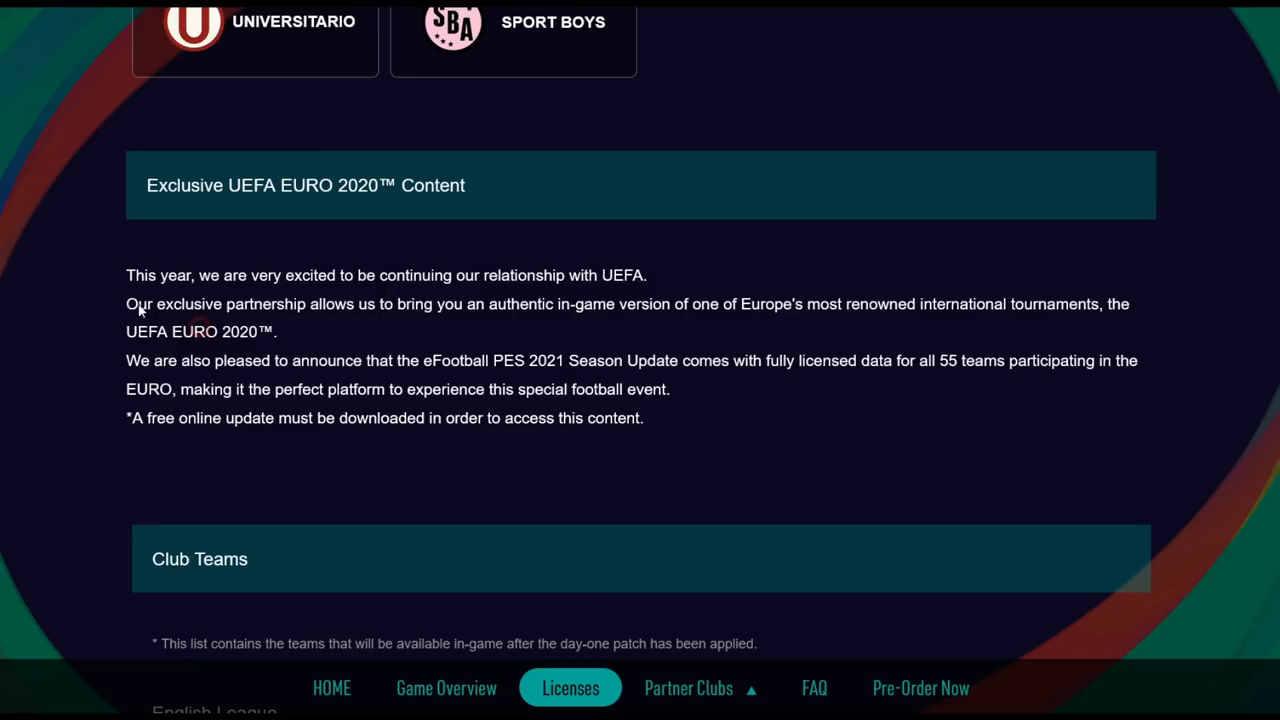 U UNIVERSITARIO
SBA SPORT BOYS
Exclusive UEFA EURO 2020™ Content
This year, we are very excited to be continuing our relationship with UEFA.
Our exclusive partnership allows us to bring you an authentic in-game version of one of Europe's most renowned international tournaments, the
UEFA EURO 2020™.
We are also pleased to announce that the eFootball PES 2021 Season Update comes with fully licensed data for all 55 teams participating in the
EURO, making it the perfect platform to experience this special football event.
*A free online update must be downloaded in order to access this content.
Club Teams
* This list contains the teams that will be available in-game after the day-one patch has been applied.
HOME Game Overview Licenses Partner Clubs ▲ FAQ Pre-Order Now
English League